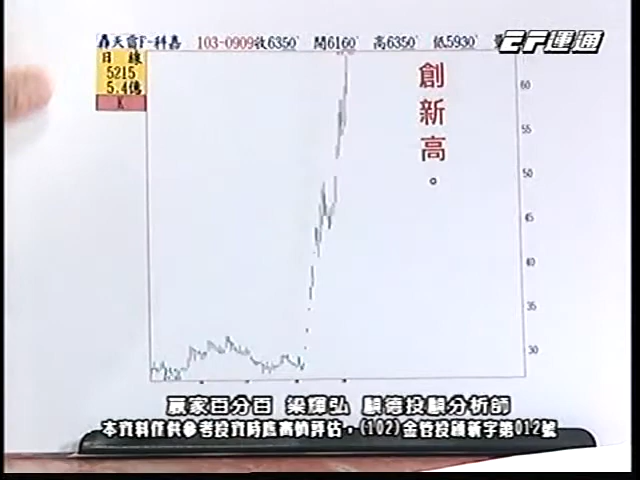 轟天雷F-科嘉 103-0909收6350 開6160 高6350 低5930 量
EF運通
日線
5215
5.4億
K
創新高。
60
55
50
45
40
35
30
贏家百分百 梁輝弘 顧德投顧分析師
本資料僅供參考投資時應審慎評估，(102)金管投顧新字第012號